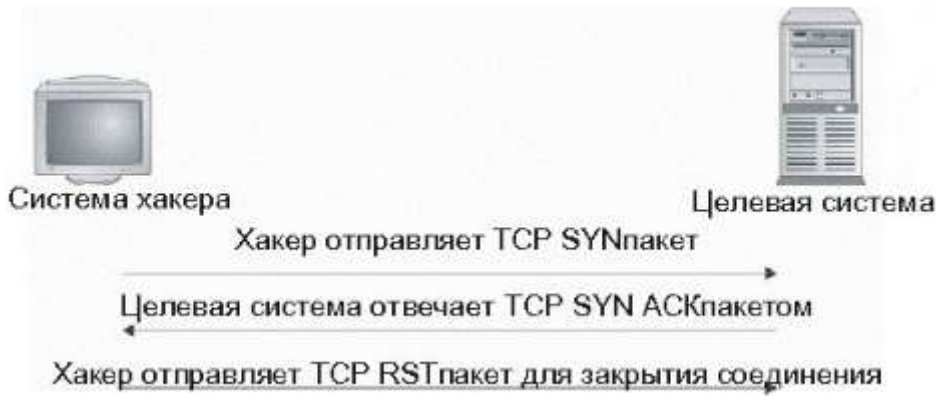 Система хакера
Целевая система
Хакер отправляет TCP SYNпакет
Целевая система отвечает TCP SYN ACKпакетом
Хакер отправляет TCP RSTпакет для закрытия соединения